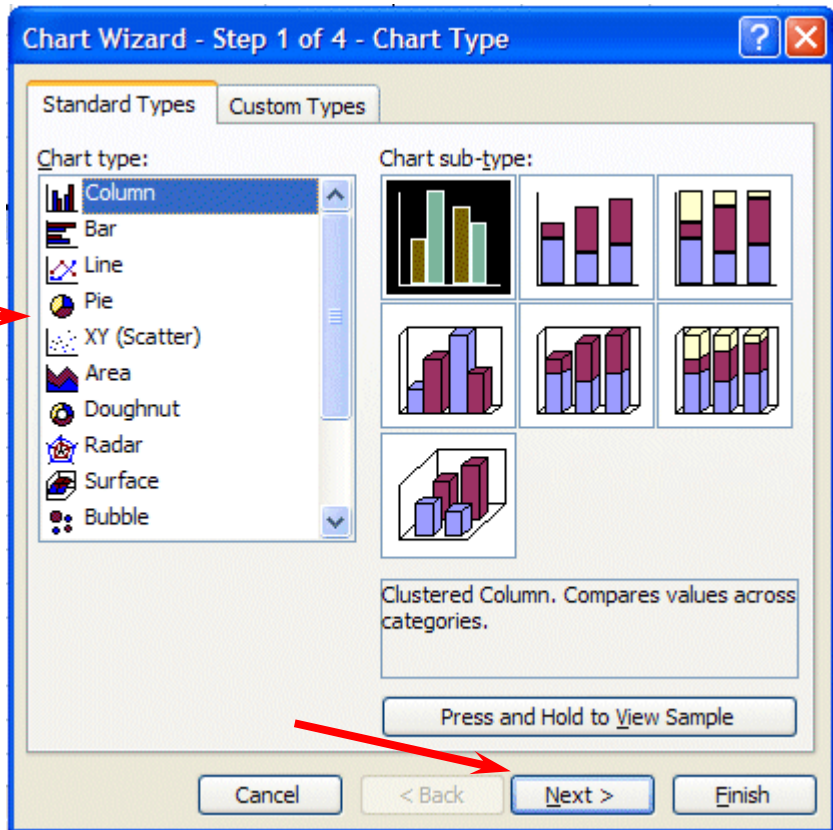 Chart Wizard - Step 1 of 4 - Chart Type
?
Standard Types
Custom Types
Chart type:
Column
Bar
Line
Pie
XY (Scatter)
Area
Doughnut
Radar
Surface
Bubble
Chart sub-type:
Clustered Column. Compares values across
categories.
Press and Hold to View Sample
Cancel
< Back
Next >
Finish